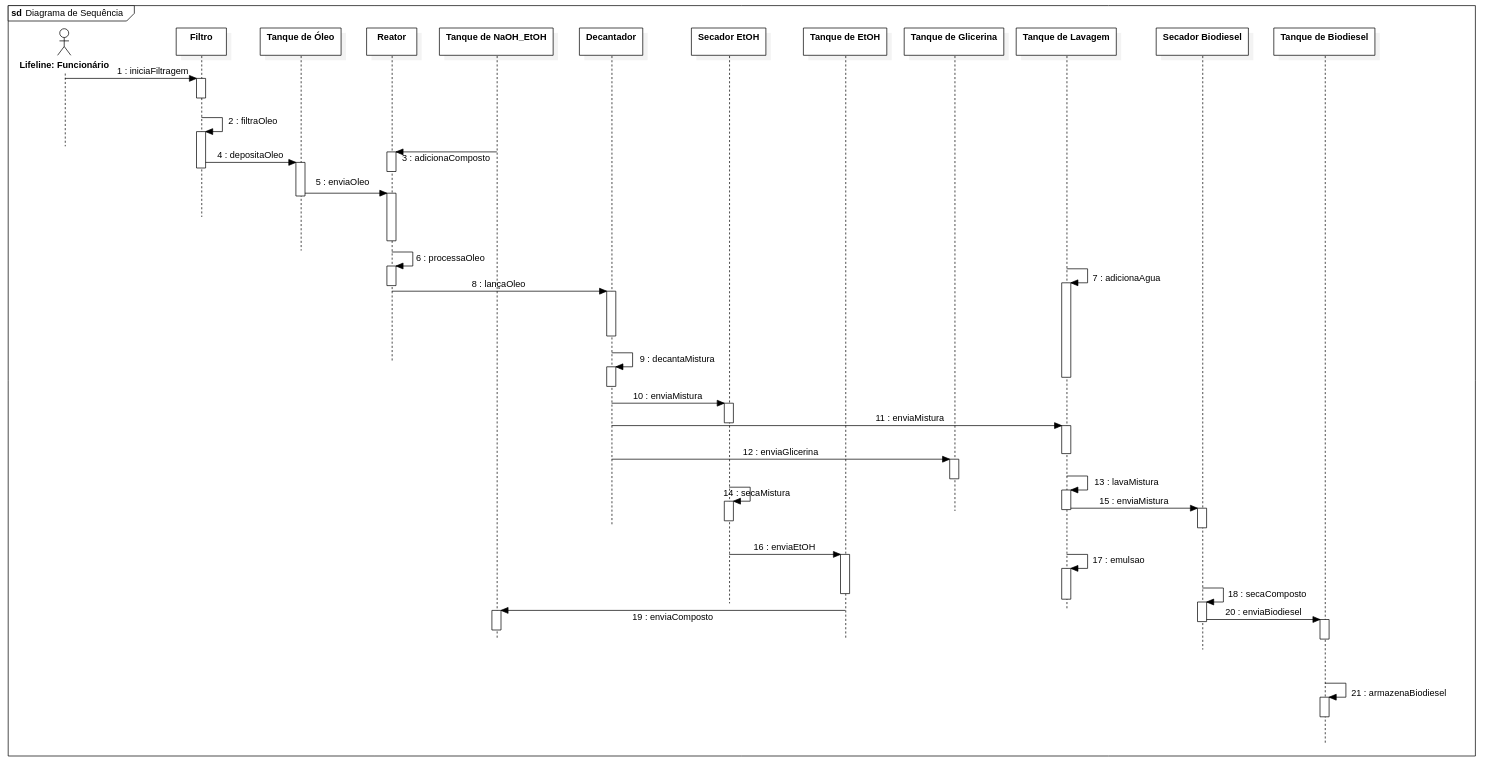 sd Diagrama de Sequência
Lifeline: Funcionário
Filtro
Tanque de Óleo
Reator
Tanque de NaOH_EtOH
Decantador
Secador EtOH
Tanque de EtOH
Tanque de Glicerina
Tanque de Lavagem
Secador Biodiesel
Tanque de Biodiesel
1 : iniciaFiltragem
2 : filtraOleo
3 : adicionaComposto
4 : depositaOleo
5 : enviaOleo
6 : processaOleo
7 : adicionaAgua
8 : lançaOleo
9 : decantaMistura
10 : enviaMistura
11 : enviaMistura
12 : enviaGlicerina
13 : lavaMistura
14 : secaMistura
15 : enviaMistura
16 : enviaEtOH
17 : emulsao
18 : secaComposto
19 : enviaComposto
20 : enviaBiodiesel
21 : armazenaBiodiesel